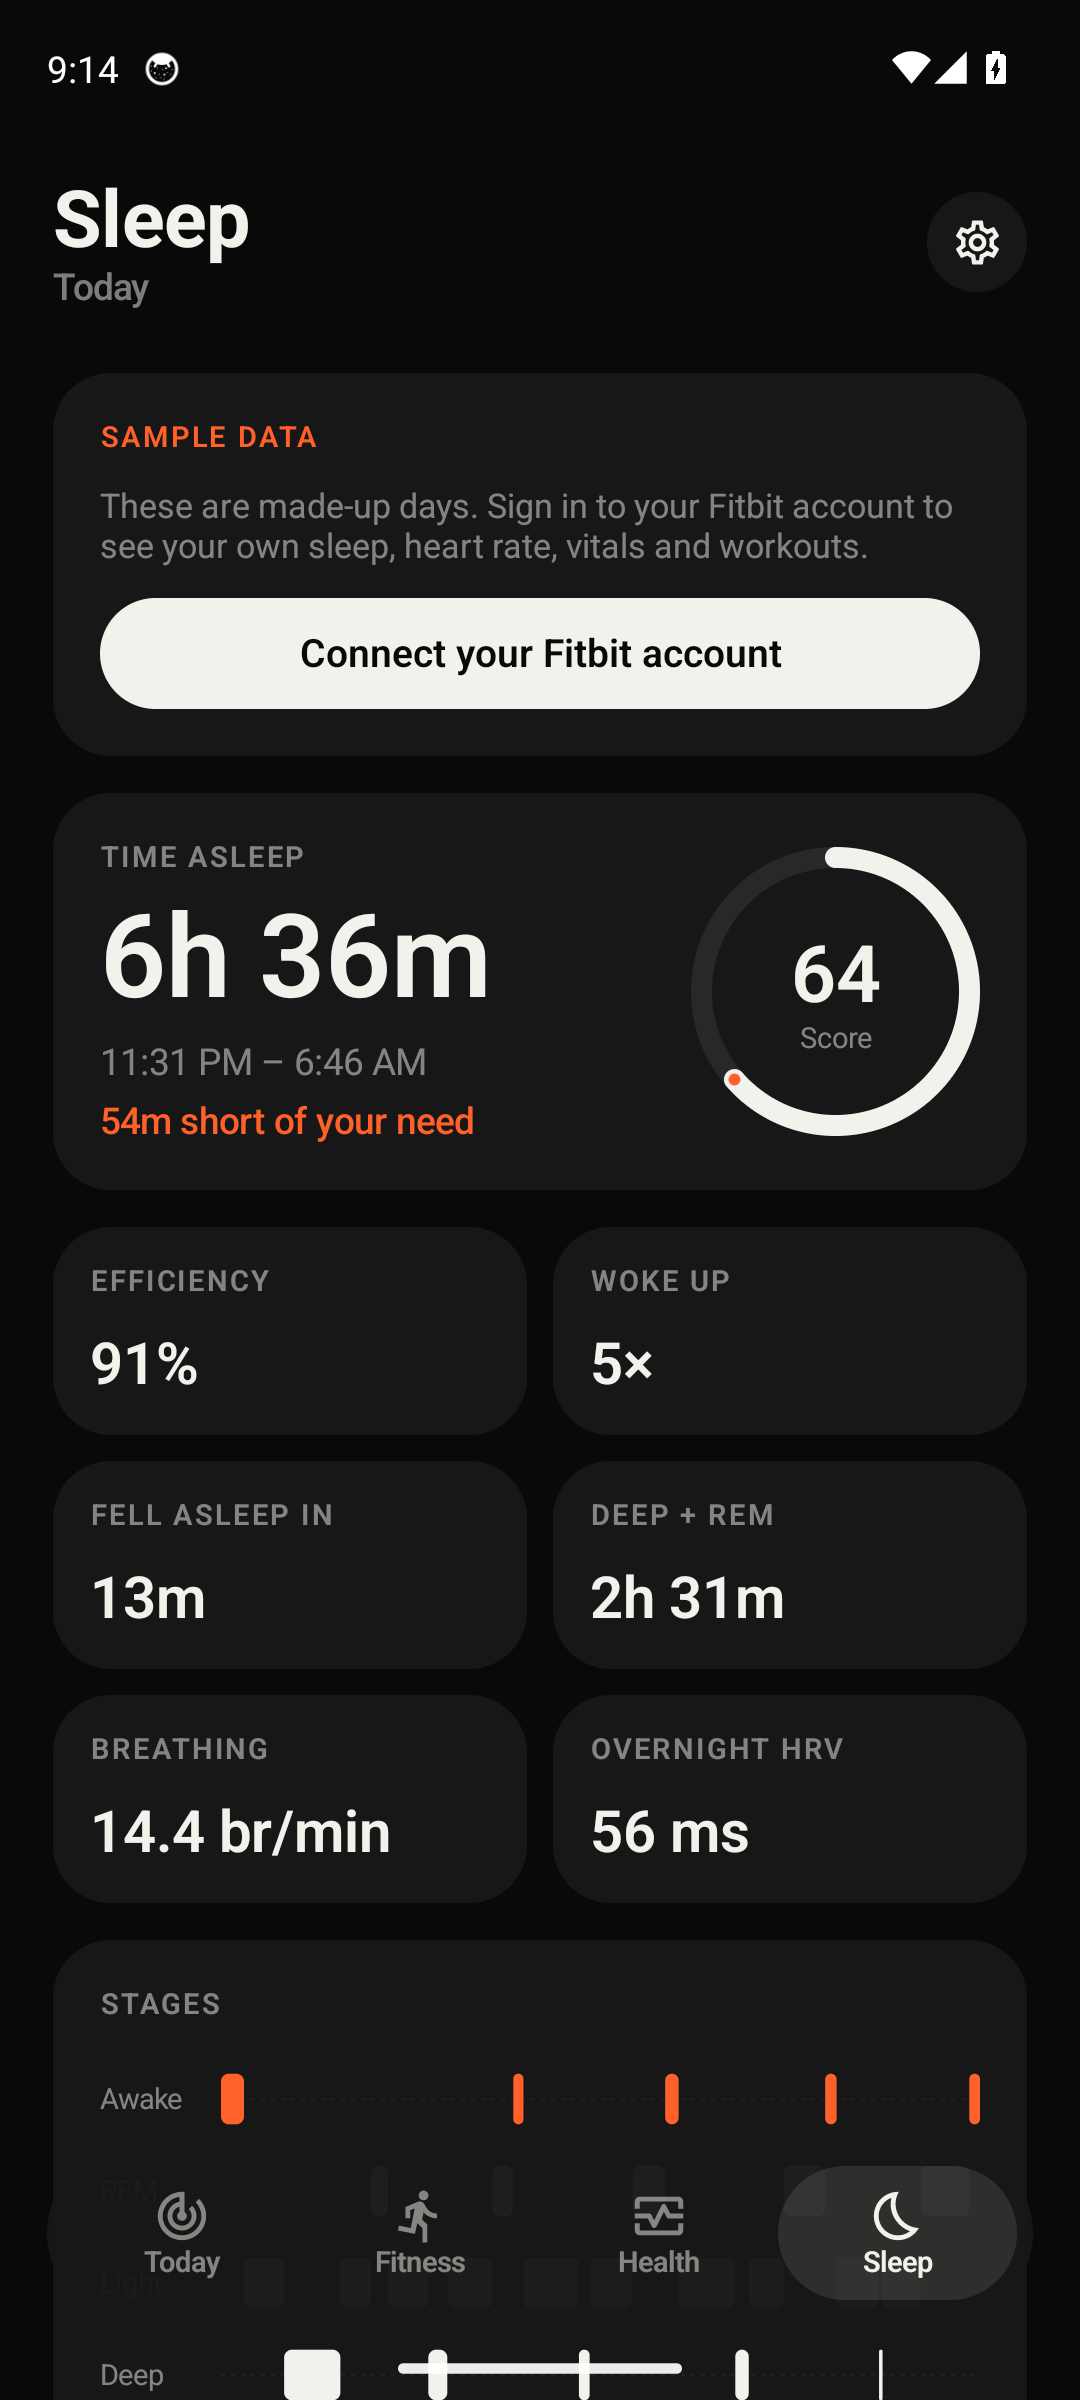 9:14
Sleep
Today
SAMPLE DATA
These are made-up days. Sign in to your Fitbit account to
see your own sleep, heart rate, vitals and workouts.
Connect your Fitbit account
TIME ASLEEP
6h 36m
11:31 PM – 6:46 AM
54m short of your need
64
Score
EFFICIENCY
91%
WOKE UP
5×
FELL ASLEEP IN
13m
DEEP + REM
2h 31m
BREATHING
14.4 br/min
OVERNIGHT HRV
56 ms
STAGES
Awake
REM
Light
Today
Fitness
Health
Sleep
Deep